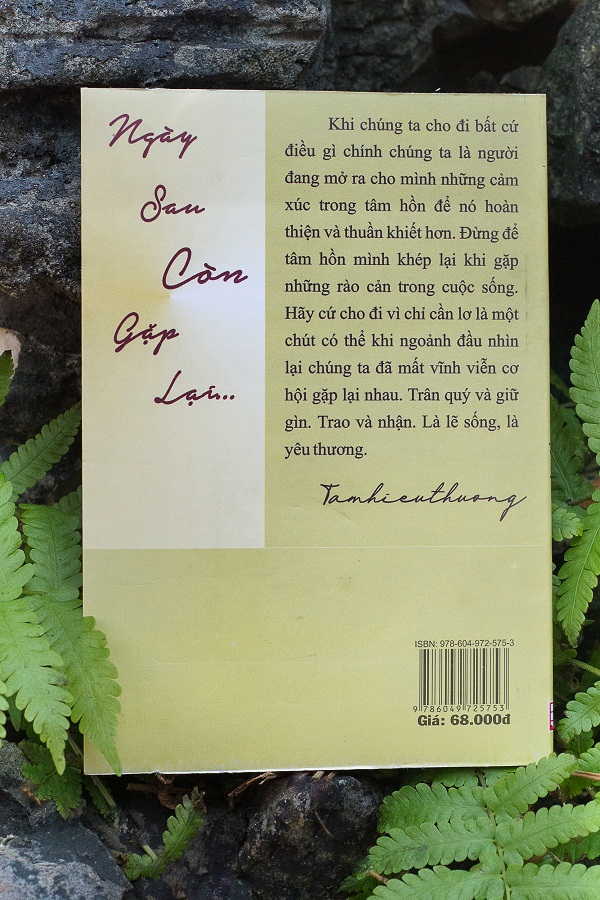 Ngày
Sau
Còn
Gặp
Lại...
Khi chúng ta cho đi bất cứ
điều gì chính chúng ta là người
đang mở ra cho mình những cảm
xúc trong tâm hồn để nó hoàn
thiện và thuần khiết hơn. Đừng để
tâm hồn mình khép lại khi gặp
những rào cản trong cuộc sống.
Hãy cứ cho đi vì chỉ cần lơ là một
chút có thể khi ngoảnh đầu nhìn
lại chúng ta đã mất vĩnh viễn cơ
hội gặp lại nhau. Trân quý và giữ
gìn. Trao và nhận. Là lẽ sống, là
yêu thương.
Tamhieuthuong
ISBN: 978-604-972-575-3
9 786049 725753
Giá: 68.000đ